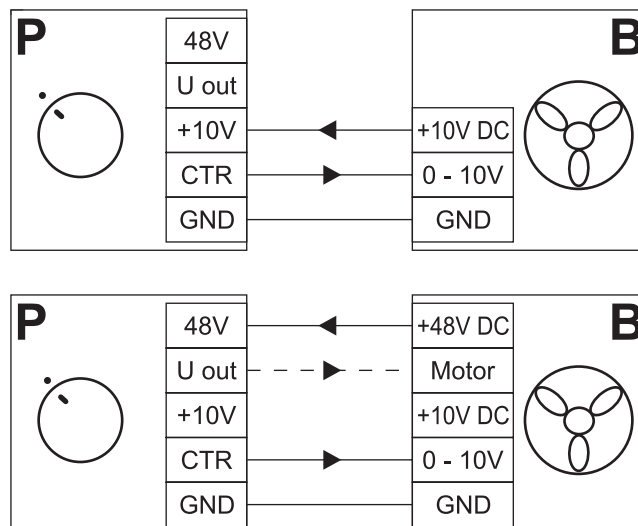 P
48V
U out
+10V
CTR
GND
B
+10V DC
0 - 10V
GND
P
48V
U out
+10V
CTR
GND
B
+48V DC
Motor
+10V DC
0 - 10V
GND